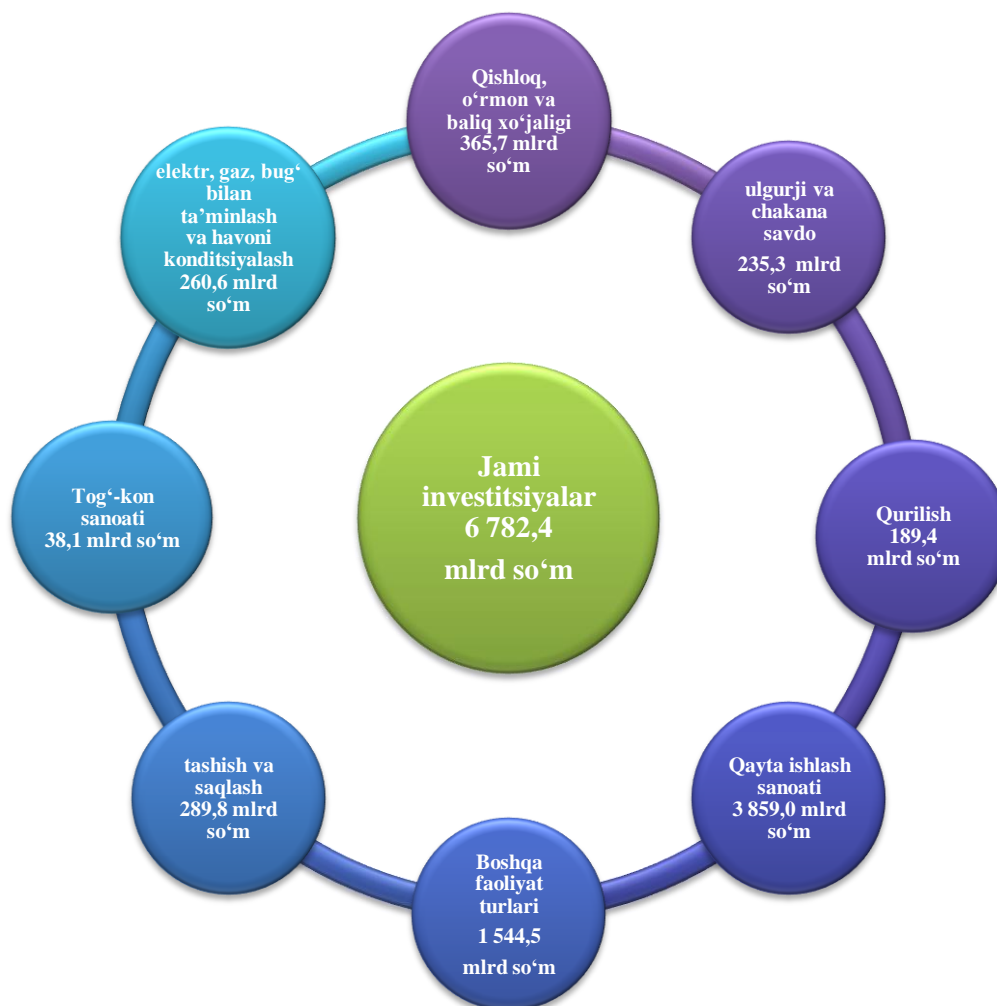 Qishloq,
o‘rmon va
baliq xo‘jaligi
365,7 mlrd
so‘m
ulgurji va
chakana
savdo
235,3 mlrd
so‘m
Qurilish
189,4
mlrd so‘m
Qayta ishlash
sanoati
3 859,0 mlrd
so‘m
Boshqa
faoliyat
turlari
1 544,5
mlrd so‘m
tashish va
saqlash
289,8 mlrd
so‘m
Tog‘-kon
sanoati
38,1 mlrd so‘m
elektr, gaz, bug‘
bilan
ta’minlash
va havoni
konditsiyalash
260,6 mlrd
so‘m
Jami
investitsiyalar
6 782,4
mlrd so‘m